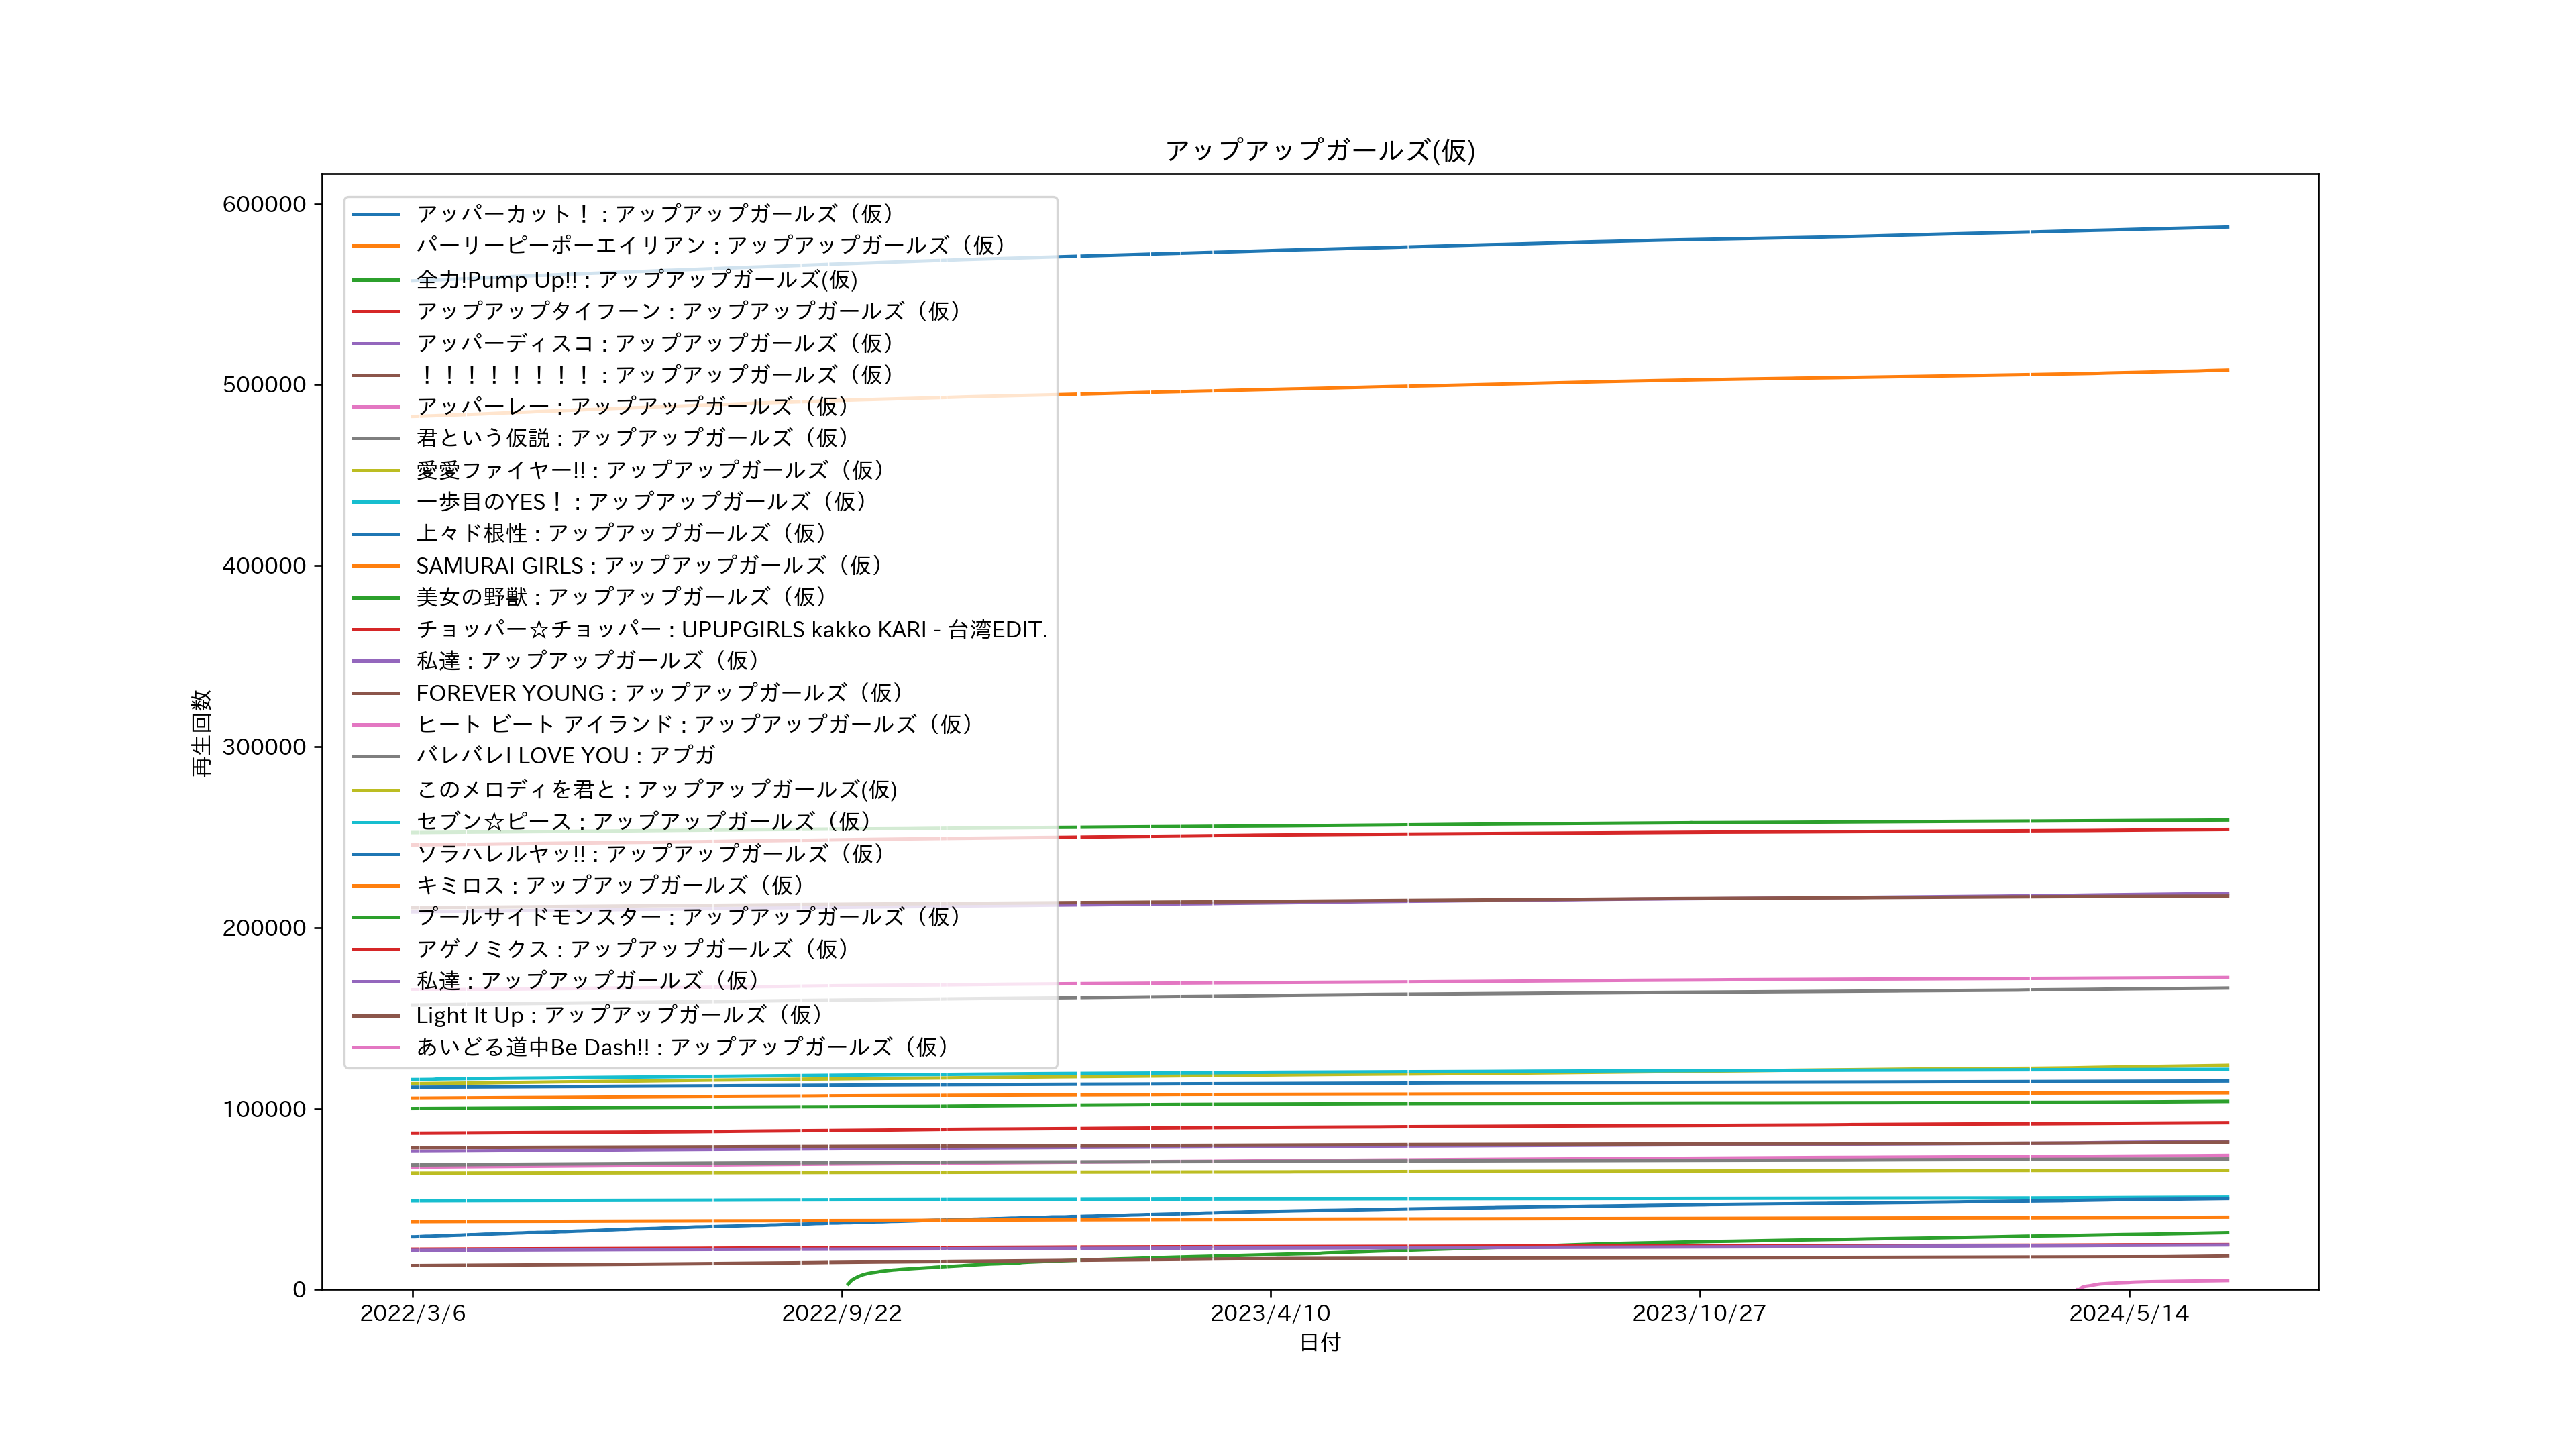 アップアップガールズ(仮)
600000
500000
400000
300000
200000
100000
0
再生回数
アッパーカット！ : アップアップガールズ（仮）
パーリーピーポーエイリアン : アップアップガールズ（仮）
全力!Pump Up!! : アップアップガールズ(仮)
アップアップタイフーン : アップアップガールズ（仮）
アッパーディスコ : アップアップガールズ（仮）
！！！！！！！！ : アップアップガールズ（仮）
アッパーレー : アップアップガールズ（仮）
君という仮説 : アップアップガールズ（仮）
愛愛ファイヤー!! : アップアップガールズ（仮）
一歩目のYES！ : アップアップガールズ（仮）
上々ド根性 : アップアップガールズ（仮）
SAMURAI GIRLS : アップアップガールズ（仮）
美女の野獣 : アップアップガールズ（仮）
チョッパー☆チョッパー : UPUPGIRLS kakko KARI - 台湾EDIT.
私達 : アップアップガールズ（仮）
FOREVER YOUNG : アップアップガールズ（仮）
ヒート ビート アイランド : アップアップガールズ（仮）
バレバレI LOVE YOU : アプガ
このメロディを君と : アップアップガールズ(仮)
セブン☆ピース : アップアップガールズ（仮）
ソラハレルヤッ!! : アップアップガールズ（仮）
キミロス : アップアップガールズ（仮）
プールサイドモンスター : アップアップガールズ（仮）
アゲノミクス : アップアップガールズ（仮）
私達 : アップアップガールズ（仮）
Light It Up : アップアップガールズ（仮）
あいどる道中Be Dash!! : アップアップガールズ（仮）
2022/3/6
2022/9/22
2023/4/10
2023/10/27
2024/5/14
日付